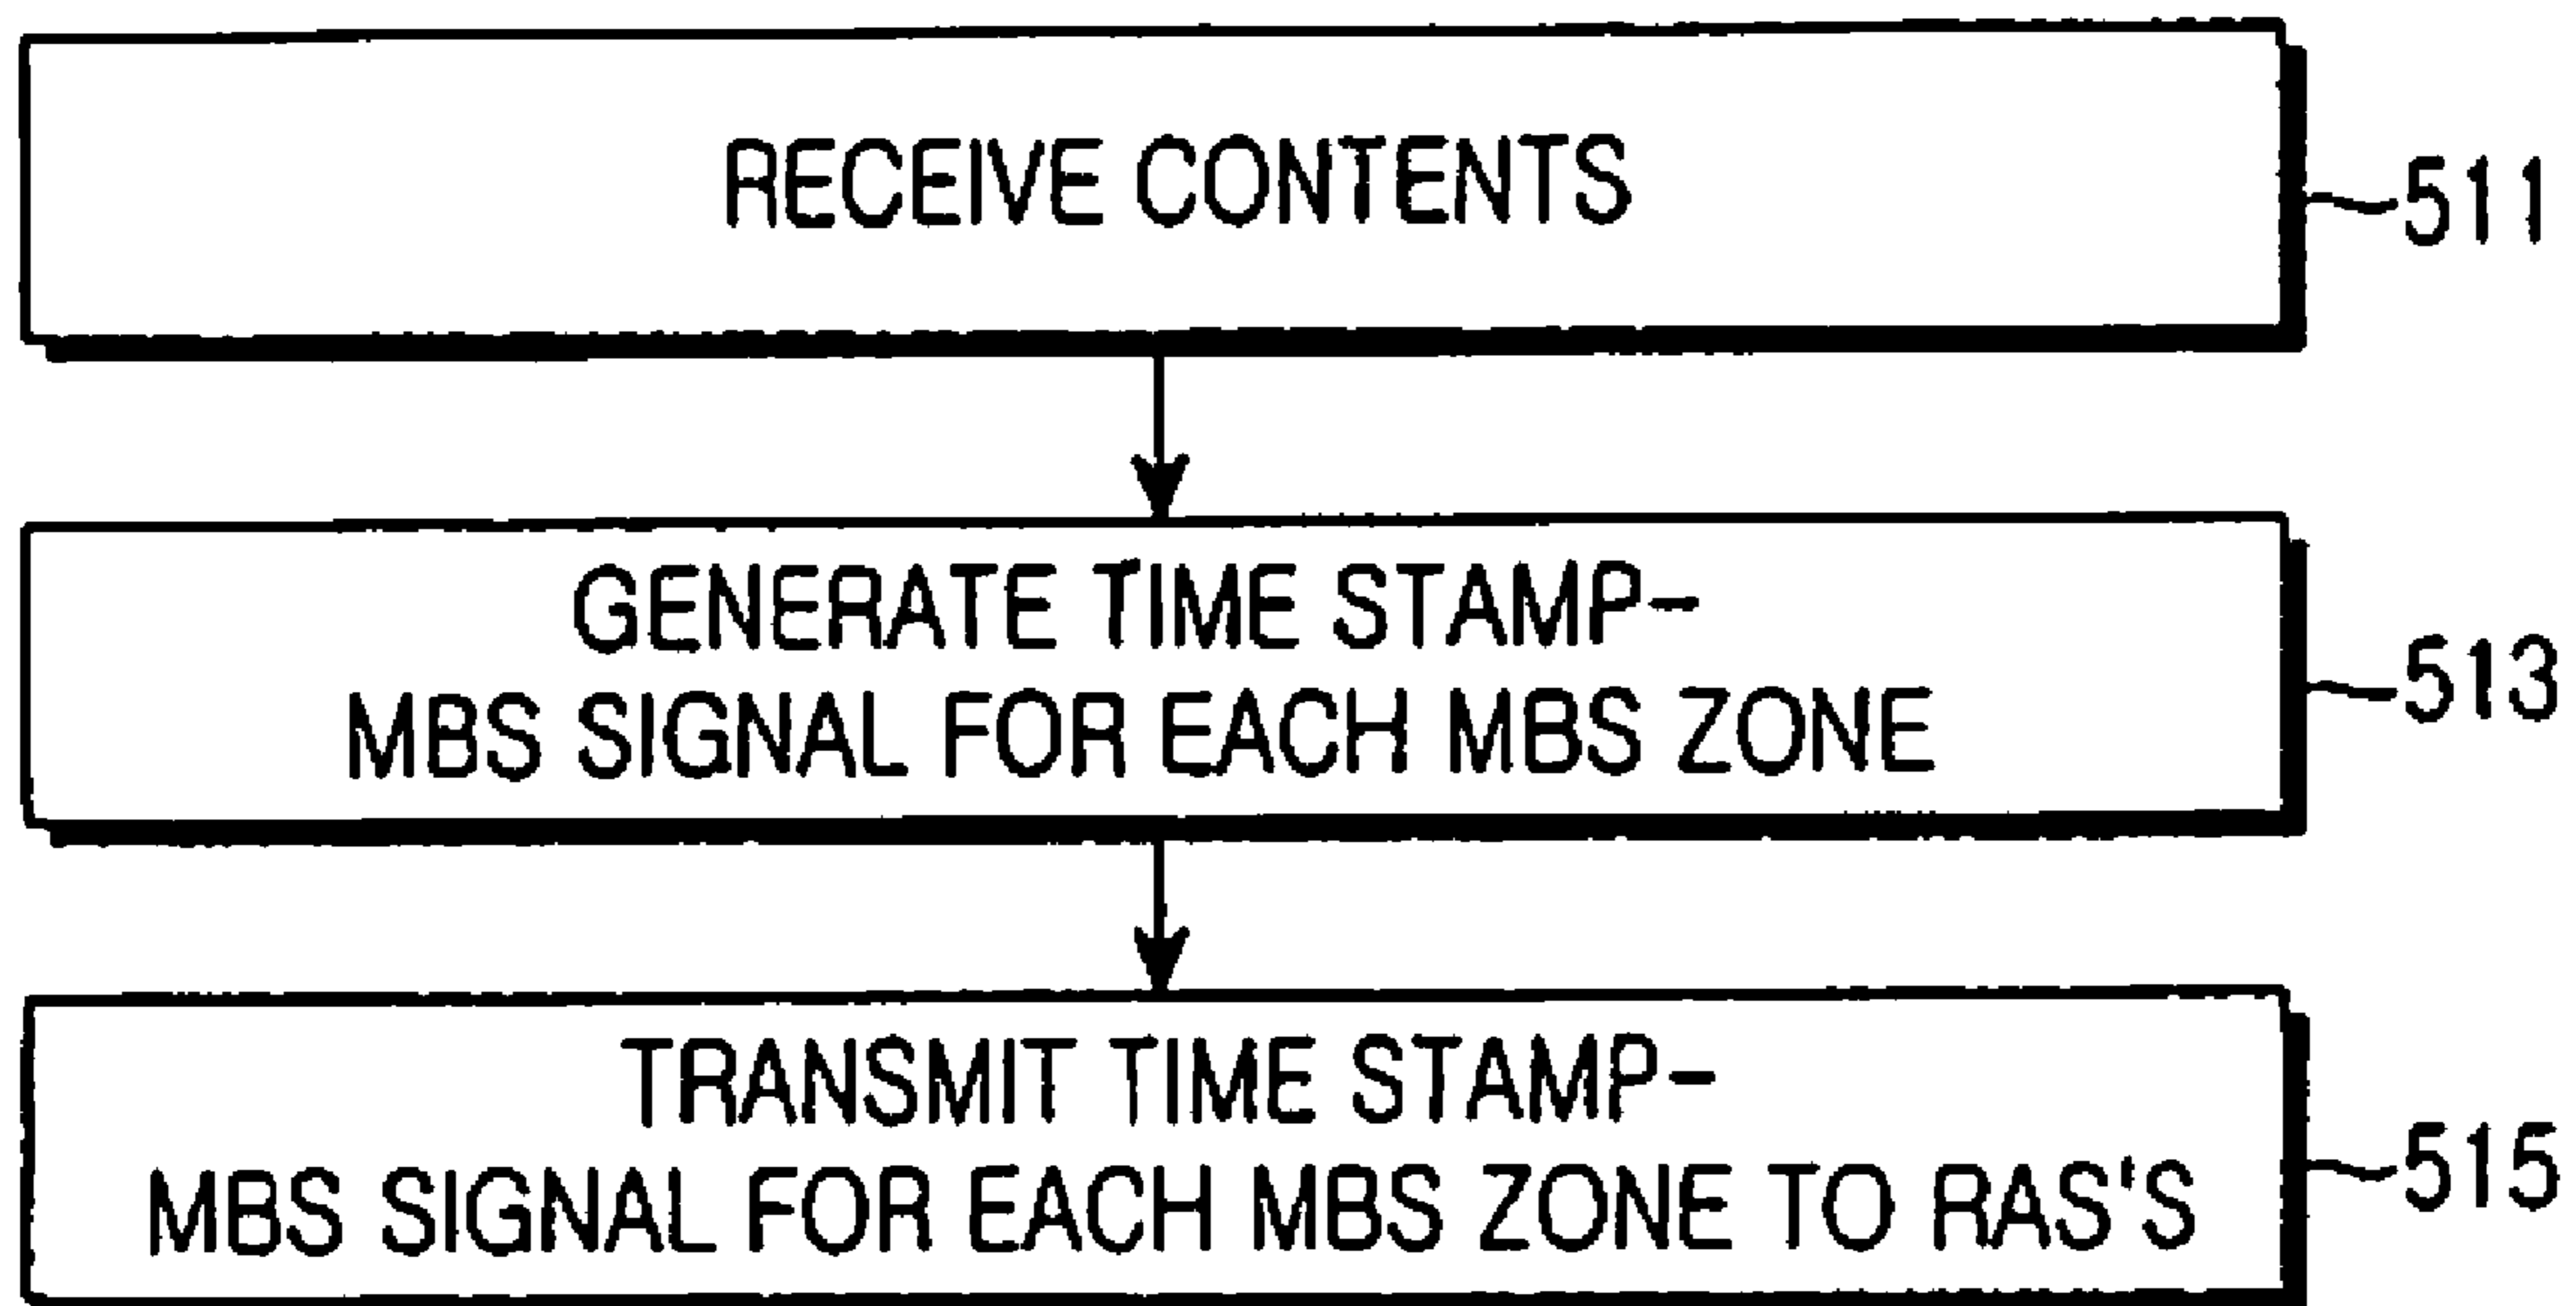 RECEIVE CONTENTS
511
GENERATE TIME STAMP-
MBS SIGNAL FOR EACH MBS ZONE
513
TRANSMIT TIME STAMP-
MBS SIGNAL FOR EACH MBS ZONE TO RAS'S
515